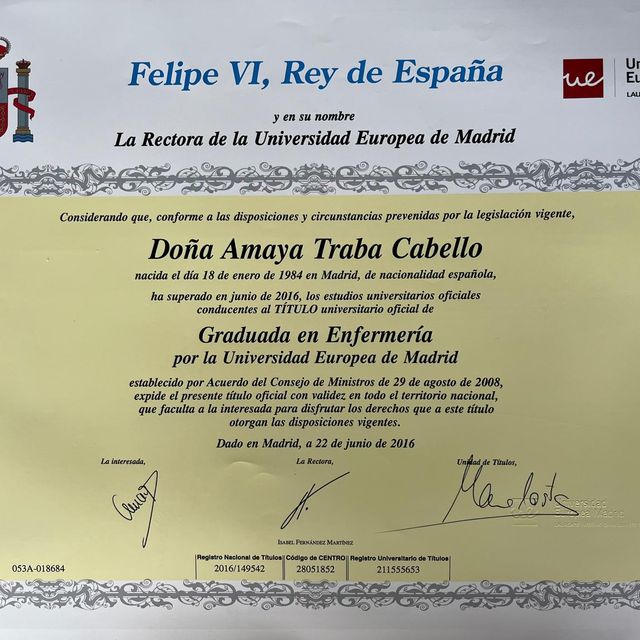 Felipe VI, Rey de España
ue
y en su nombre
La Rectora de la Universidad Europea de Madrid
Considerando que, conforme a las disposiciones y circunstancias prevenidas por la legislación vigente,
Doña Amaya Traba Cabello
nacida el día 18 de enero de 1984 en Madrid, de nacionalidad española,
ha superado en junio de 2016, los estudios universitarios oficiales
conducentes al TÍTULO universitario oficial de
Graduada en Enfermería
por la Universidad Europea de Madrid
establecido por Acuerdo del Consejo de Ministros de 29 de agosto de 2008,
expide el presente título oficial con validez en todo el territorio nacional,
que faculta a la interesada para disfrutar los derechos que a este título
otorgan las disposiciones vigentes.
Dado en Madrid, a 22 de junio de 2016
La interesada, La Rectora, Unidad de Títulos,
ISABEL FERNÁNDEZ MARTÍNEZ
Registro Nacional de Títulos Código de CENTRO Registro Universitario de Títulos
053A-018684 2016/149542 28051852 211555653